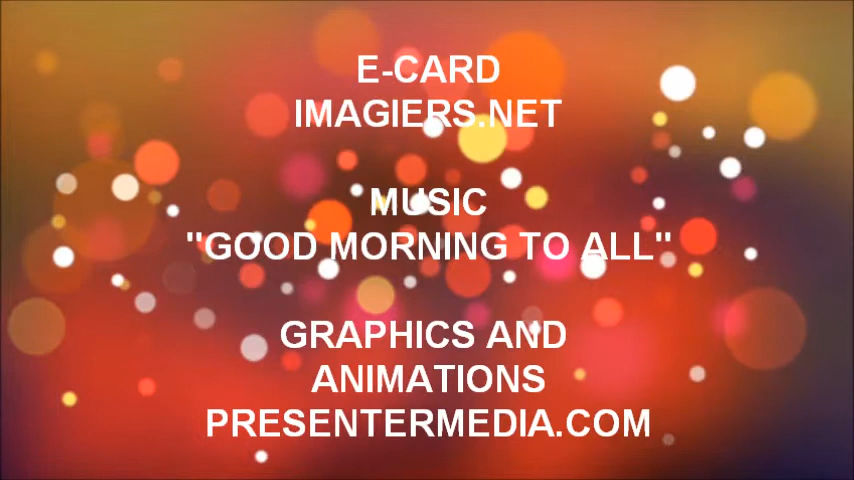 E-CARD
IMAGIERS.NET
MUSIC
"GOOD MORNING TO ALL"
GRAPHICS AND
ANIMATIONS
PRESENTERMEDIA.COM